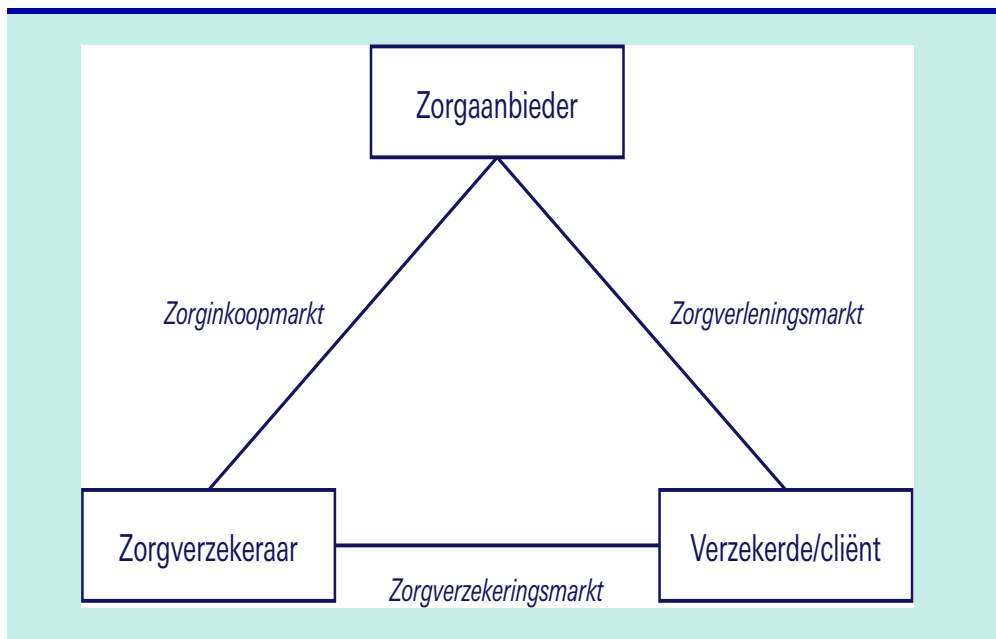 Zorgaanbieder
Zorginkoopmarkt
Zorgverleningsmarkt
Zorgverzekeraar
Verzekerde/cliënt
Zorgverzekeringsmarkt